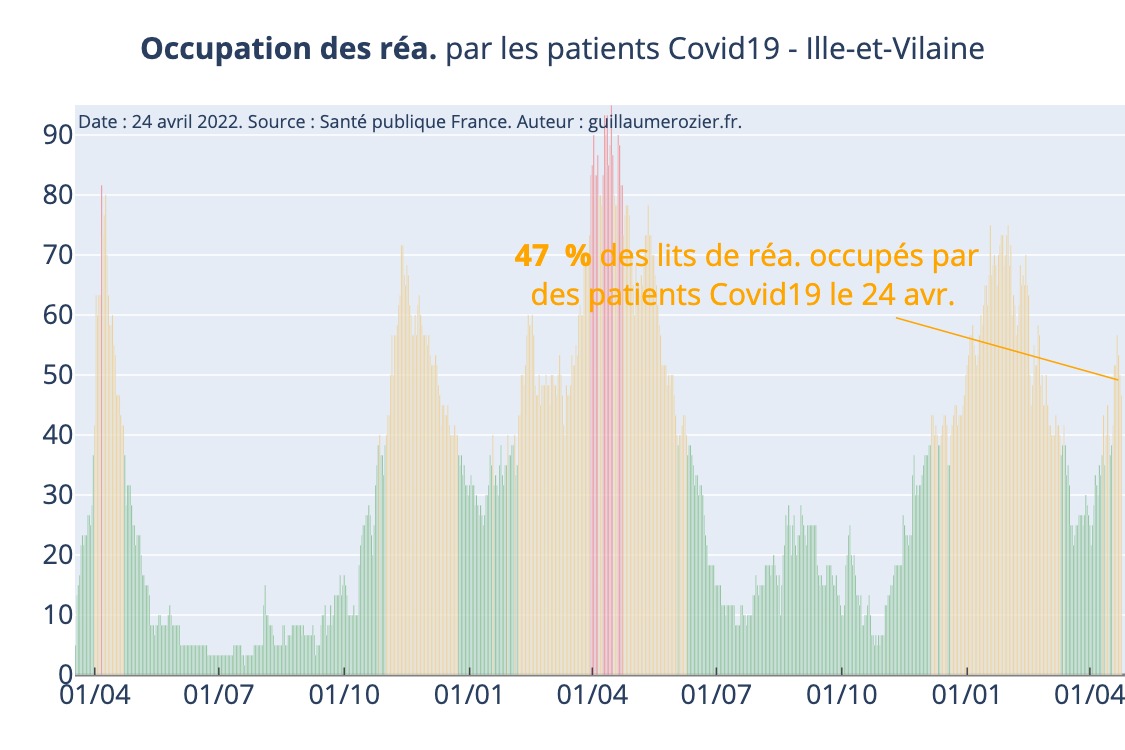 Occupation des réa. par les patients Covid19 - Ille-et-Vilaine
Date : 24 avril 2022. Source : Santé publique France. Auteur : guillaumerozier.fr.
90
80
70
60
50
40
30
20
10
0
47 % des lits de réa. occupés par
des patients Covid19 le 24 avr.
01/04 01/07 01/10 01/01 01/04 01/07 01/10 01/01 01/04